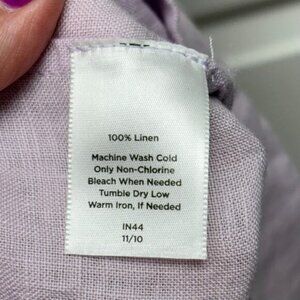 100% Linen
Machine Wash Cold
Only Non-Chlorine
Bleach When Needed
Tumble Dry Low
Warm Iron, If Needed
IN44
11/10